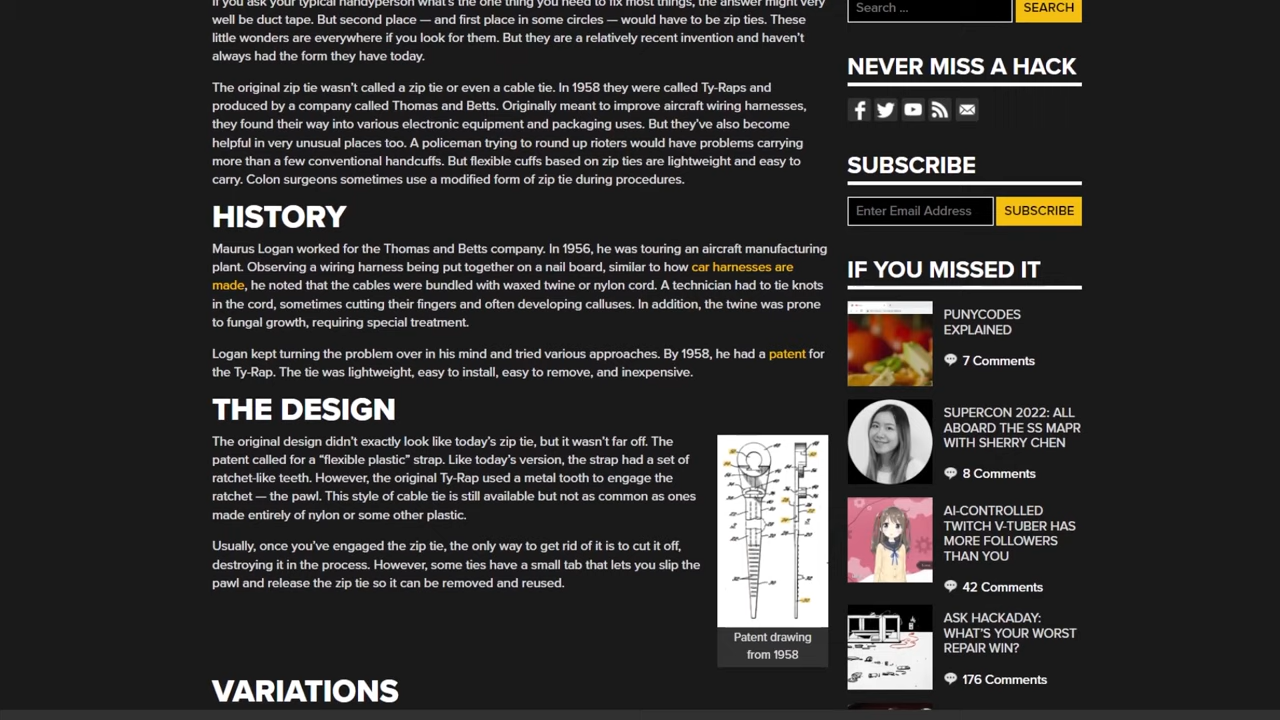 If you ask your typical handyperson what's the one thing you need to fix most things, the answer might very
well be duct tape. But second place — and first place in some circles — would have to be zip ties. These
little wonders are everywhere if you look for them. But they are a relatively recent invention and haven't
always had the form they have today.
The original zip tie wasn't called a zip tie or even a cable tie. In 1958 they were called Ty-Raps and
produced by a company called Thomas and Betts. Originally meant to improve aircraft wiring harnesses,
they found their way into various electronic equipment and packaging uses. But they've also become
helpful in very unusual places too. A policeman trying to round up rioters would have problems carrying
more than a few conventional handcuffs. But flexible cuffs based on zip ties are lightweight and easy to
carry. Colon surgeons sometimes use a modified form of zip tie during procedures.
HISTORY
Maurus Logan worked for the Thomas and Betts company. In 1956, he was touring an aircraft manufacturing
plant. Observing a wiring harness being put together on a nail board, similar to how car harnesses are
made, he noted that the cables were bundled with waxed twine or nylon cord. A technician had to tie knots
in the cord, sometimes cutting their fingers and often developing calluses. In addition, the twine was prone
to fungal growth, requiring special treatment.
Logan kept turning the problem over in his mind and tried various approaches. By 1958, he had a patent for
the Ty-Rap. The tie was lightweight, easy to install, easy to remove, and inexpensive.
THE DESIGN
The original design didn't exactly look like today's zip tie, but it wasn't far off. The
patent called for a “flexible plastic” strap. Like today's version, the strap had a set of
ratchet-like teeth. However, the original Ty-Rap used a metal tooth to engage the
ratchet — the pawl. This style of cable tie is still available but not as common as ones
made entirely of nylon or some other plastic.
Usually, once you've engaged the zip tie, the only way to get rid of it is to cut it off,
destroying it in the process. However, some ties have a small tab that lets you slip the
pawl and release the zip tie so it can be removed and reused.
Patent drawing
from 1958
VARIATIONS
Search ...
SEARCH
NEVER MISS A HACK
SUBSCRIBE
Enter Email Address
SUBSCRIBE
IF YOU MISSED IT
PUNYCODES
EXPLAINED
7 Comments
SUPERCON 2022: ALL
ABOARD THE SS MAPR
WITH SHERRY CHEN
8 Comments
AI-CONTROLLED
TWITCH V-TUBER HAS
MORE FOLLOWERS
THAN YOU
42 Comments
ASK HACKADAY:
WHAT'S YOUR WORST
REPAIR WIN?
176 Comments